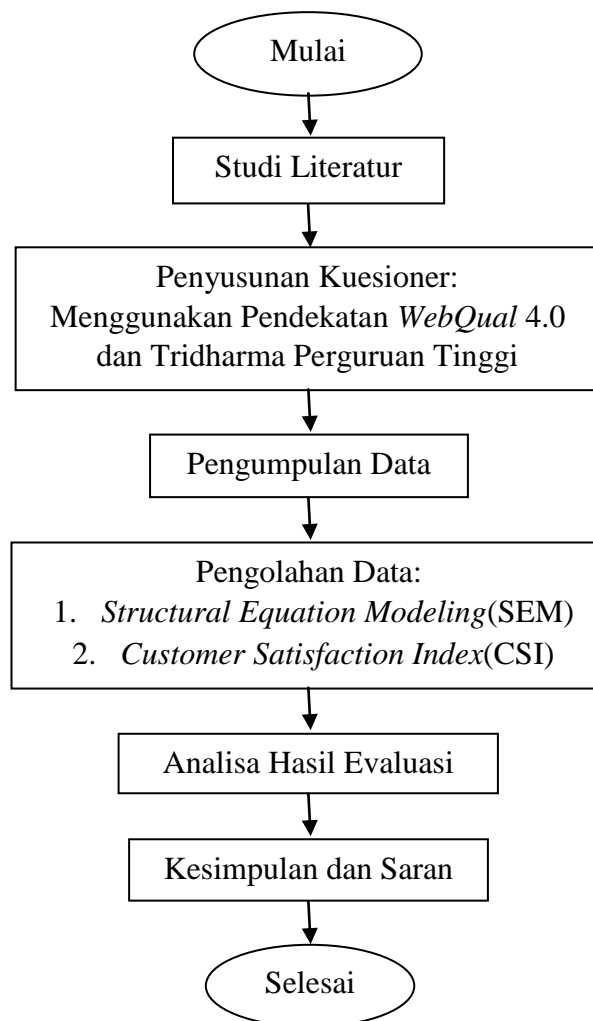 Mulai
Studi Literatur
Penyusunan Kuesioner:
Menggunakan Pendekatan WebQual 4.0
dan Tridharma Perguruan Tinggi
Pengumpulan Data
Pengolahan Data:
1. Structural Equation Modeling(SEM)
2. Customer Satisfaction Index(CSI)
Analisa Hasil Evaluasi
Kesimpulan dan Saran
Selesai